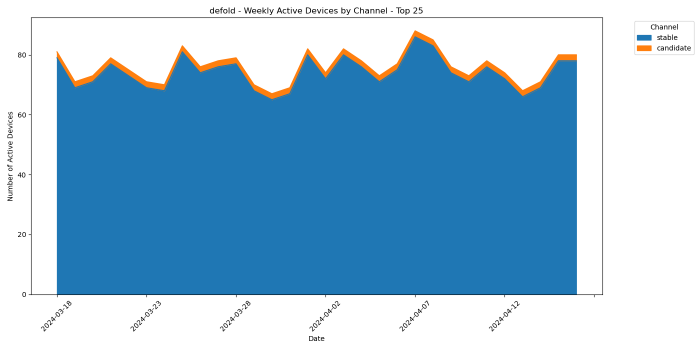 defold - Weekly Active Devices by Channel - Top 25
Channel
stable
candidate
Number of Active Devices
80
60
40
20
0
2024-03-18
2024-03-23
2024-03-28
2024-04-02
2024-04-07
2024-04-12
Date